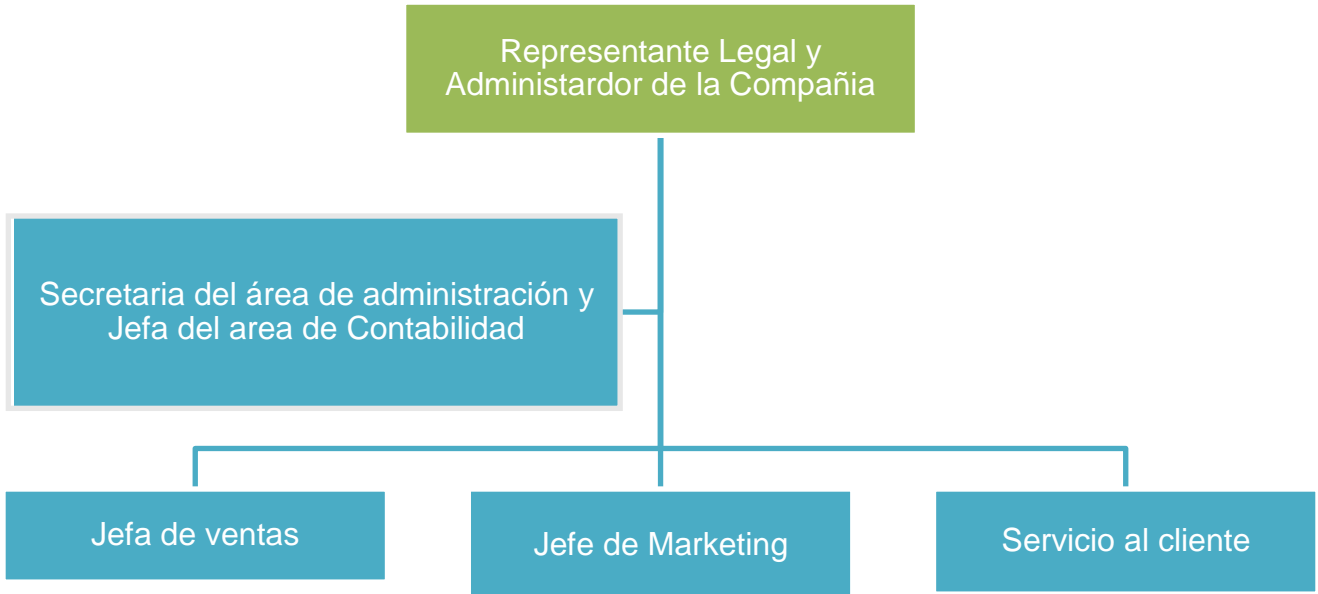 Representante Legal y
Administardor de la Compañia
Secretaria del área de administración y
Jefa del area de Contabilidad
Jefa de ventas
Jefe de Marketing
Servicio al cliente